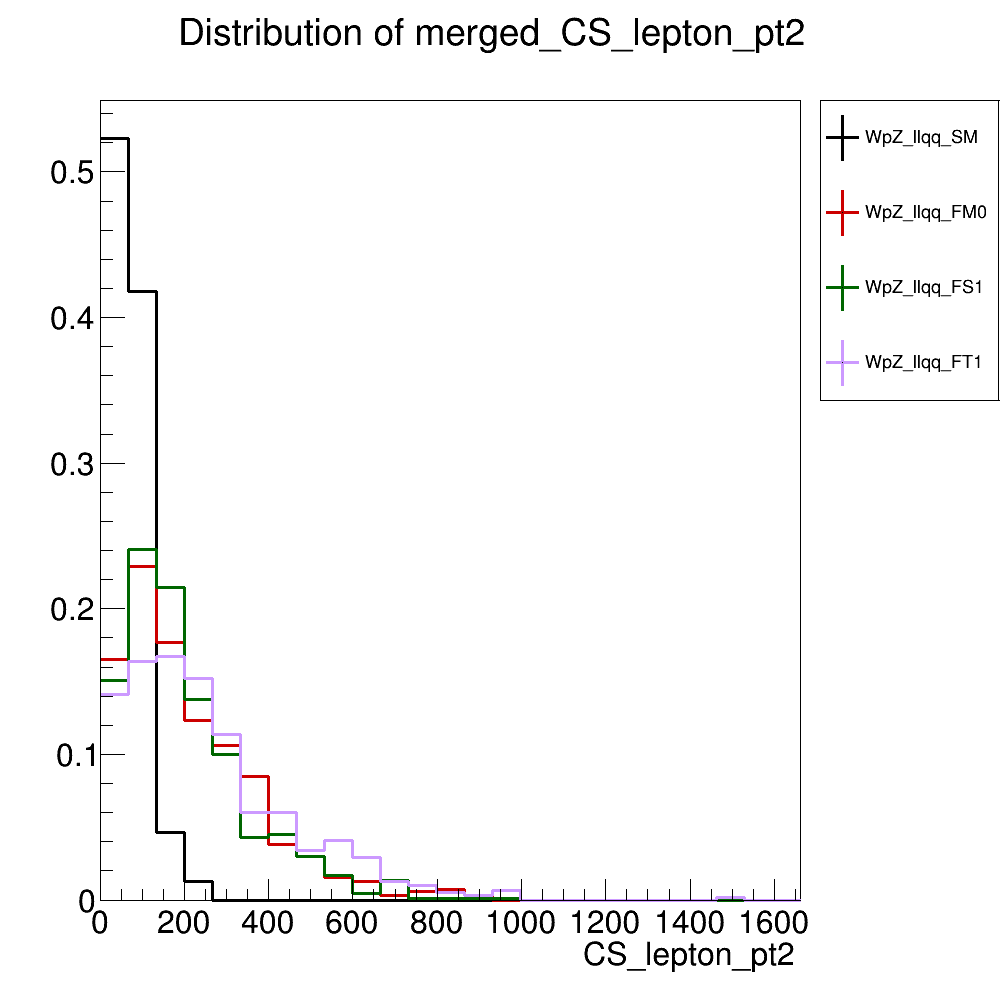 Distribution of merged_CS_lepton_pt2
WpZ_llqq_SM
WpZ_llqq_FM0
WpZ_llqq_FS1
WpZ_llqq_FT1
0.5
0.4
0.3
0.2
0.1
0
0 200 400 600 800 1000 1200 1400 1600
CS_lepton_pt2